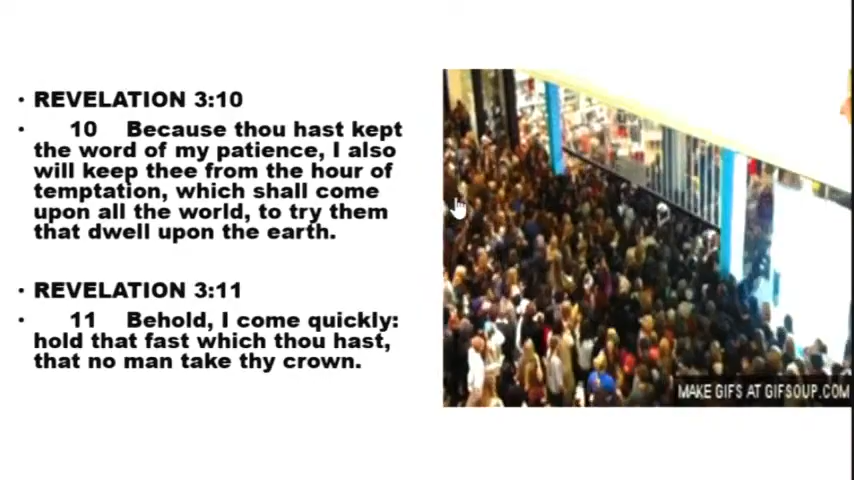 • REVELATION 3:10
• 10 Because thou hast kept
the word of my patience, I also
will keep thee from the hour of
temptation, which shall come
upon all the world, to try them
that dwell upon the earth.
• REVELATION 3:11
• 11 Behold, I come quickly:
hold that fast which thou hast,
that no man take thy crown.
MAKE GIFS AT GIFSOUP.COM